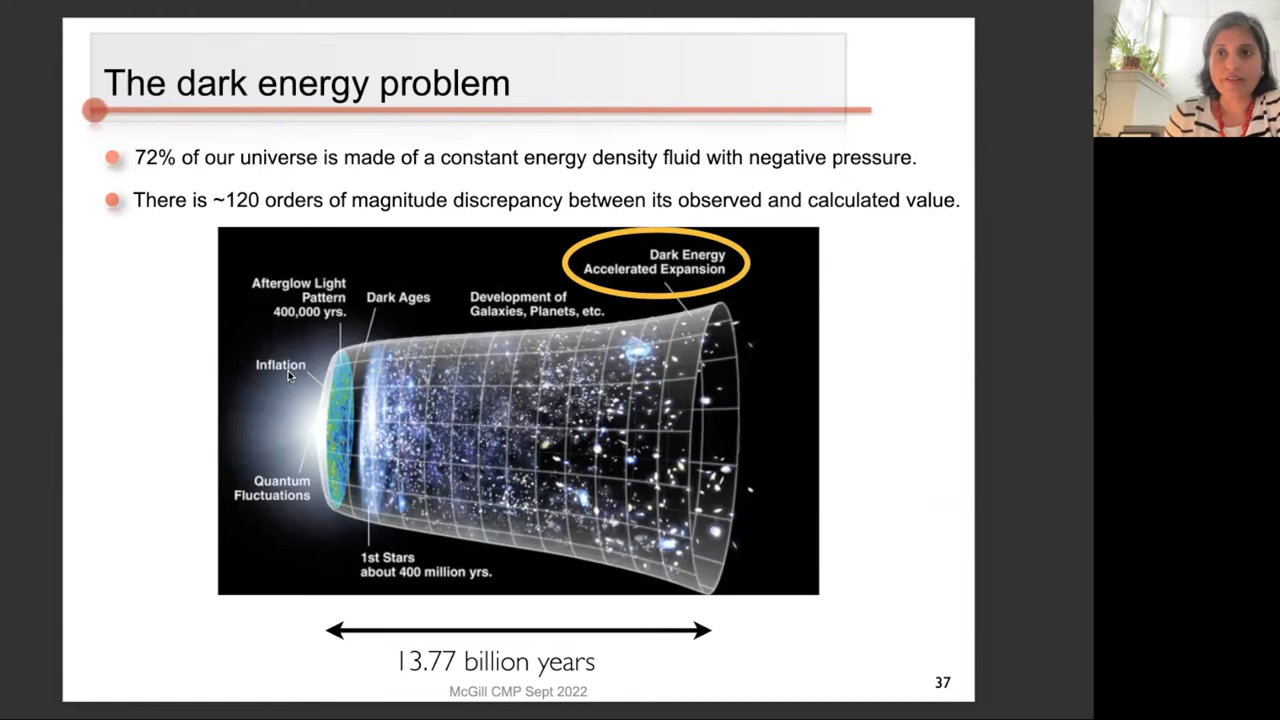 The dark energy problem
72% of our universe is made of a constant energy density fluid with negative pressure.
There is ~120 orders of magnitude discrepancy between its observed and calculated value.
Dark Energy
Accelerated Expansion
Afterglow Light
Pattern
400,000 yrs.
Dark Ages
Development of
Galaxies, Planets, etc.
Inflation
Quantum
Fluctuations
1st Stars
about 400 million yrs.
13.77 billion years
McGill CMP Sept 2022
37